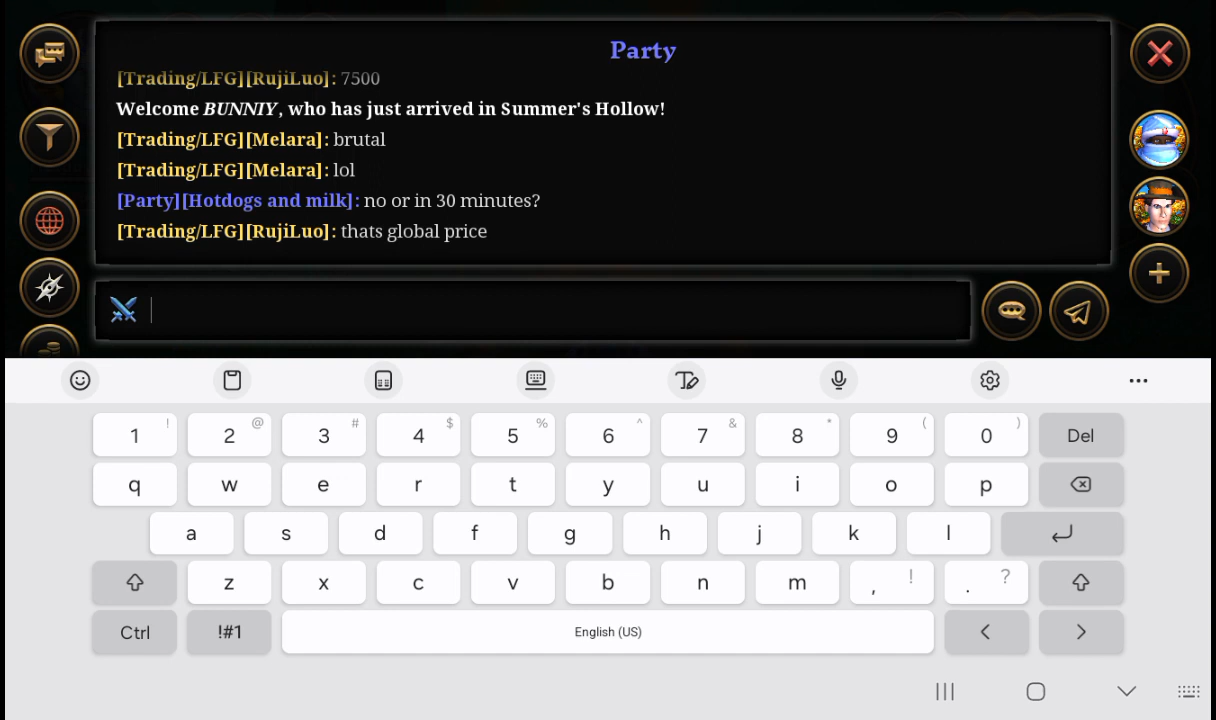 Party
[Trading/LFG][RujiLuo]: 7500
Welcome BUNNIY, who has just arrived in Summer's Hollow!
[Trading/LFG][Melara]: brutal
[Trading/LFG][Melara]: lol
[Party][Hotdogs and milk]: no or in 30 minutes?
[Trading/LFG][RujiLuo]: thats global price
1 ! 2 @ 3 # 4 $ 5 % 6 ^ 7 & 8 * 9 ( 0 ) Del
q w e r t y u i o p
a s d f g h j k l
z x c v b n m , ! . ?
Ctrl !#1 English (US) < >